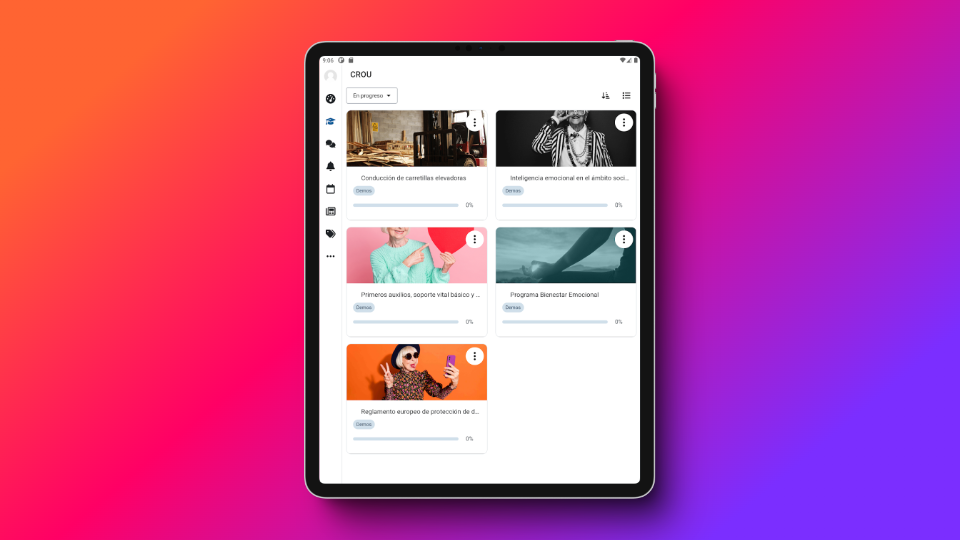 9:06
CROU
En progreso
Conducción de carretillas elevadoras
Demos
0%
Inteligencia emocional en el ámbito soci...
Demos
0%
Primeros auxilios, soporte vital básico y ...
Demos
0%
Programa Bienestar Emocional
Demos
0%
Reglamento europeo de protección de d...
Demos
0%